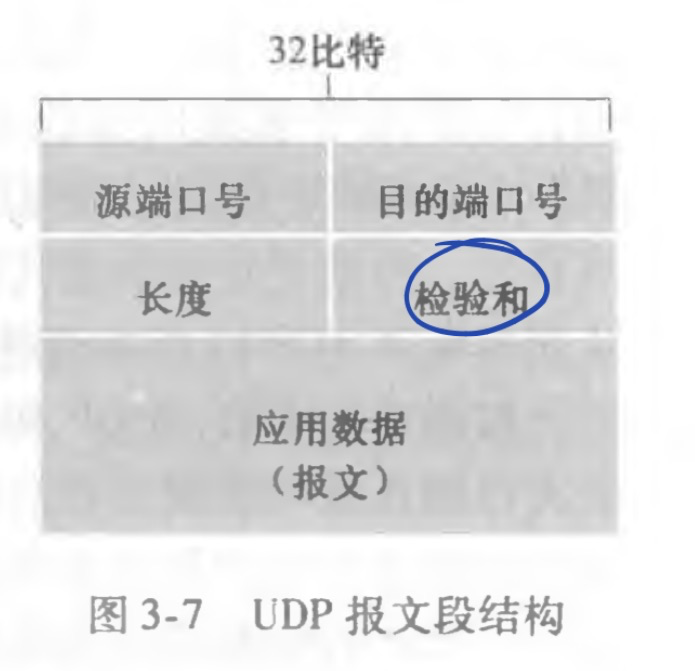 32比特
源端口号 目的端口号
长度 检验和
应用数据
（报文）
图 3-7 UDP 报文段结构